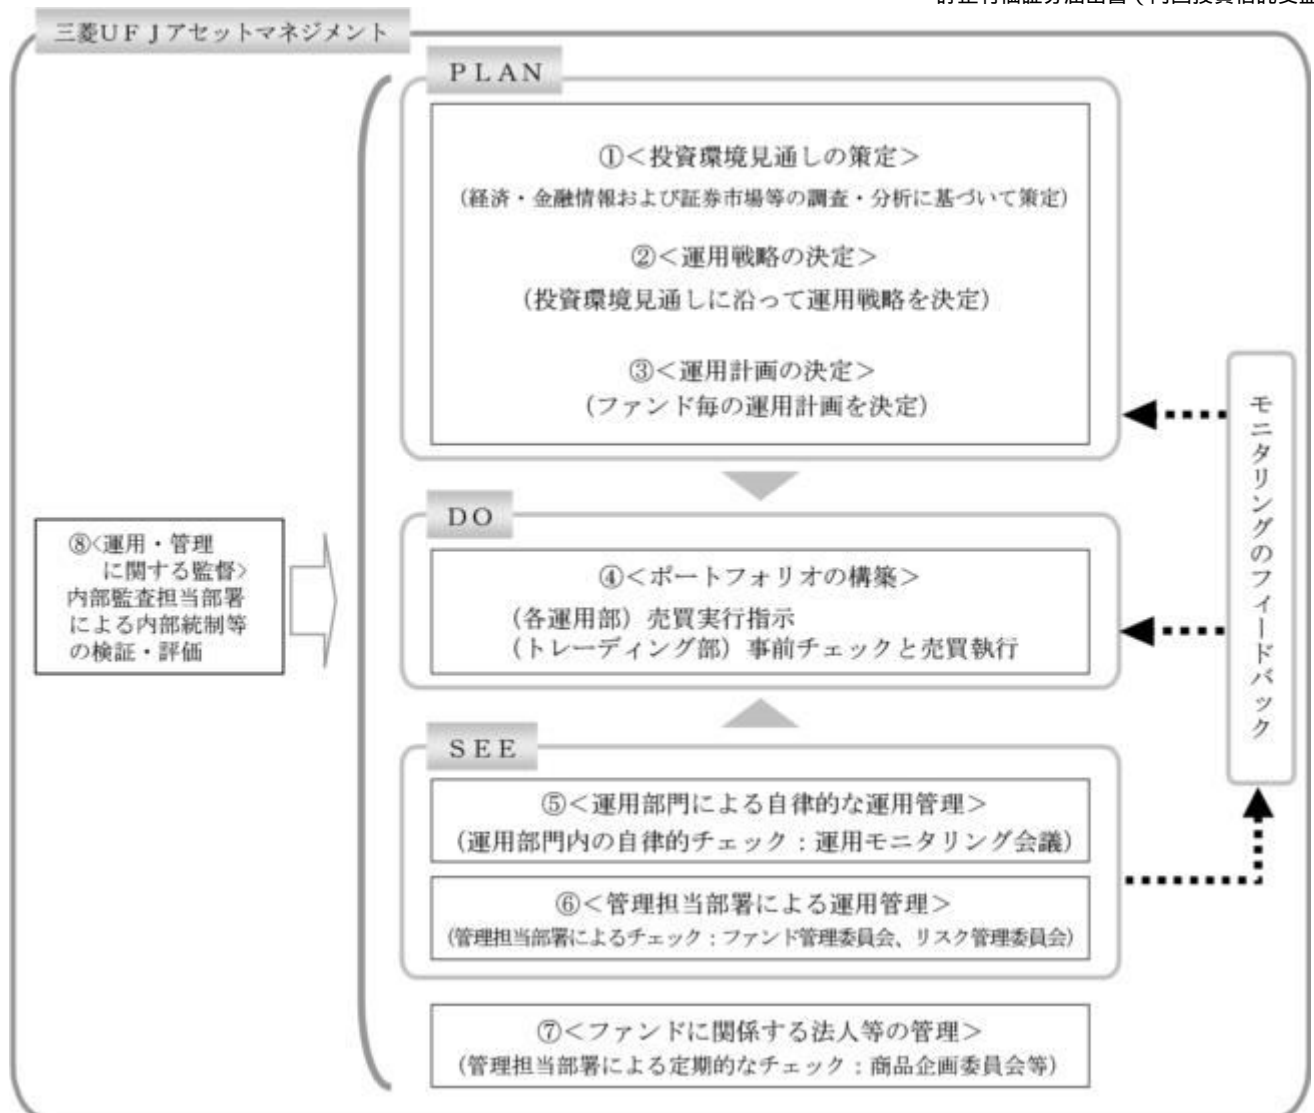 三菱ＵＦＪアセットマネジメント
ＰＬＡＮ
①＜投資環境見通しの策定＞
（経済・金融情報および証券市場等の調査・分析に基づいて策定）
②＜運用戦略の決定＞
（投資環境見通しに沿って運用戦略を決定）
③＜運用計画の決定＞
（ファンド毎の運用計画を決定）
ＤＯ
④＜ポートフォリオの構築＞
（各運用部）売買実行指示
（トレーディング部）事前チェックと売買執行
ＳＥＥ
⑤＜運用部門による自律的な運用管理＞
（運用部門内の自律的チェック：運用モニタリング会議）
⑥＜管理担当部署による運用管理＞
（管理担当部署によるチェック：ファンド管理委員会、リスク管理委員会）
⑦＜ファンドに関係する法人等の管理＞
（管理担当部署による定期的なチェック：商品企画委員会等）
⑧＜運用・管理
に関する監督＞
内部監査担当部署
による内部統制等
の検証・評価
モニタリングのフィードバック